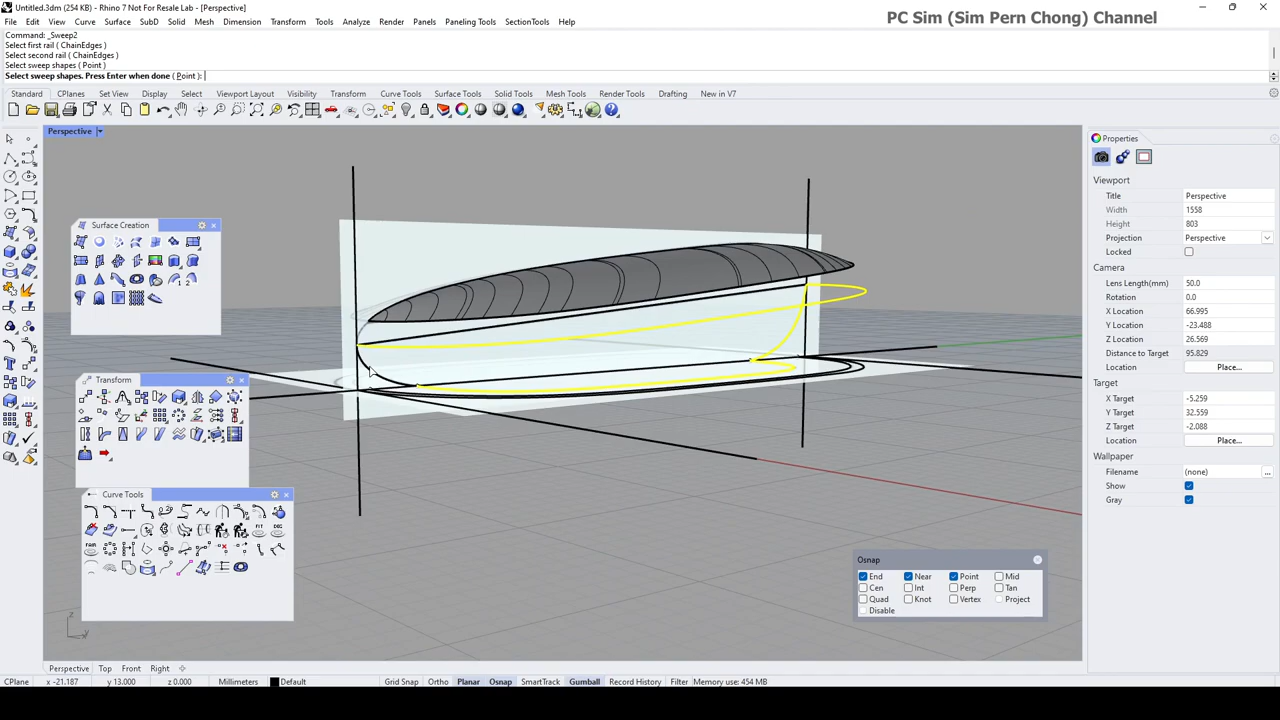 Untitled.3dm (254 KB) - Rhino 7 Not For Resale Lab - [Perspective]
File Edit View Curve Surface SubD Solid Mesh Dimension Transform Tools Analyze Render Panels Paneling Tools SectionTools Help
PC Sim (Sim Pern Chong) Channel
Command: _Sweep2
Select first rail ( ChainEdges )
Select second rail ( ChainEdges )
Select sweep shapes ( Point )
Select sweep shapes. Press Enter when done ( Point ):
Standard CPlanes Set View Display Select Viewport Layout Visibility Transform Curve Tools Surface Tools Solid Tools Mesh Tools Render Tools Drafting New in V7
Perspective
Properties
Viewport
Title Perspective
Width 1558
Height 803
Projection Perspective
Locked
Camera
Lens Length(mm) 50.0
Rotation 0.0
X Location 66.995
Y Location -23.488
Z Location 26.569
Distance to Target 95.829
Location Place...
Target
X Target -5.259
Y Target 32.559
Z Target -2.088
Location Place...
Wallpaper
Filename (none) ...
Show
Gray
Surface Creation
Transform
Curve Tools
FIT
DEG
FAIR
Osnap
End Near Point Mid
Cen Int Perp Tan
Quad Knot Vertex Project
Disable
z
y
Perspective Top Front Right
CPlane x -21.187 y 13.000 z 0.000 Millimeters Default Grid Snap Ortho Planar Osnap SmartTrack Gumball Record History Filter Memory use: 454 MB